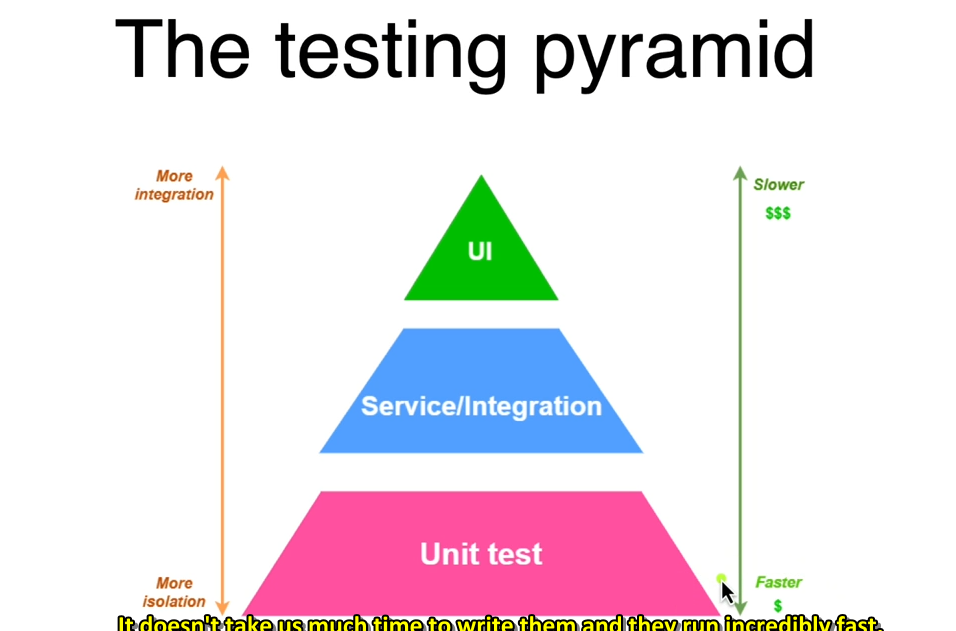 The testing pyramid
More
integration
Slower
$$$
UI
Service/Integration
Unit test
More
isolation
Faster
$
It doesn't take us much time to write them and they run incredibly fast.